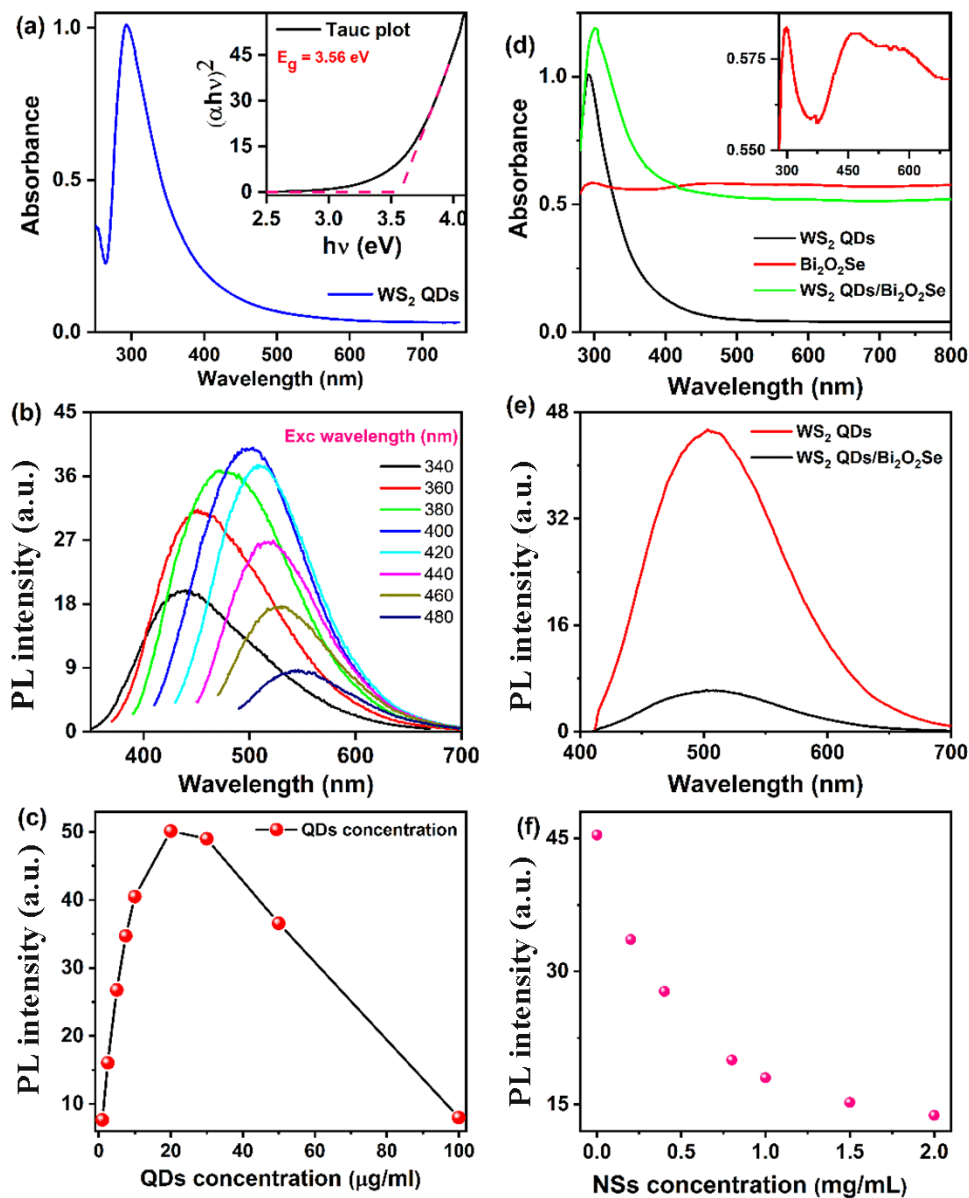 (a)
1.0
0.5
0.0
Absorbance
300
400
500
600
700
Wavelength (nm)
WS₂ QDs
Tauc plot
E_g = 3.56 eV
(αhν)²
45
30
15
0
2.5
3.0
3.5
4.0
hν (eV)
(d)
1.0
0.5
0.0
Absorbance
300
400
500
600
700
800
Wavelength (nm)
WS₂ QDs
Bi₂O₂Se
WS₂ QDs/Bi₂O₂Se
0.575
0.550
300
450
600
(b)
45
36
27
18
9
0
PL intensity (a.u.)
400
500
600
700
Wavelength (nm)
Exc wavelength (nm)
340
360
380
400
420
440
460
480
(e)
48
32
16
0
PL intensity (a.u.)
400
500
600
700
Wavelength (nm)
WS₂ QDs
WS₂ QDs/Bi₂O₂Se
(c)
50
40
30
20
10
PL intensity (a.u.)
0
20
40
60
80
100
QDs concentration (μg/ml)
QDs concentration
(f)
45
30
15
PL intensity (a.u.)
0.0
0.5
1.0
1.5
2.0
NSs concentration (mg/mL)